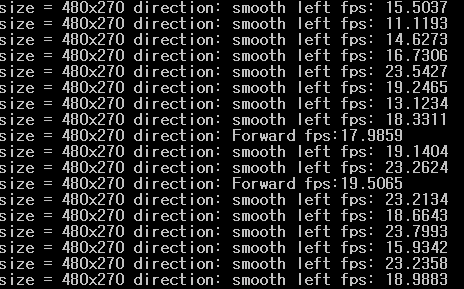 size = 480x270 direction: smooth left fps: 15.5037
size = 480x270 direction: smooth left fps: 11.1193
size = 480x270 direction: smooth left fps: 14.6273
size = 480x270 direction: smooth left fps: 16.7306
size = 480x270 direction: smooth left fps: 23.5427
size = 480x270 direction: smooth left fps: 19.2465
size = 480x270 direction: smooth left fps: 13.1234
size = 480x270 direction: smooth left fps: 18.3311
size = 480x270 direction: Forward fps:17.9859
size = 480x270 direction: smooth left fps: 19.1404
size = 480x270 direction: smooth left fps: 23.2624
size = 480x270 direction: Forward fps:19.5065
size = 480x270 direction: smooth left fps: 23.2134
size = 480x270 direction: smooth left fps: 18.6643
size = 480x270 direction: smooth left fps: 23.7993
size = 480x270 direction: smooth left fps: 15.9342
size = 480x270 direction: smooth left fps: 23.2358
size = 480x270 direction: smooth left fps: 18.9883